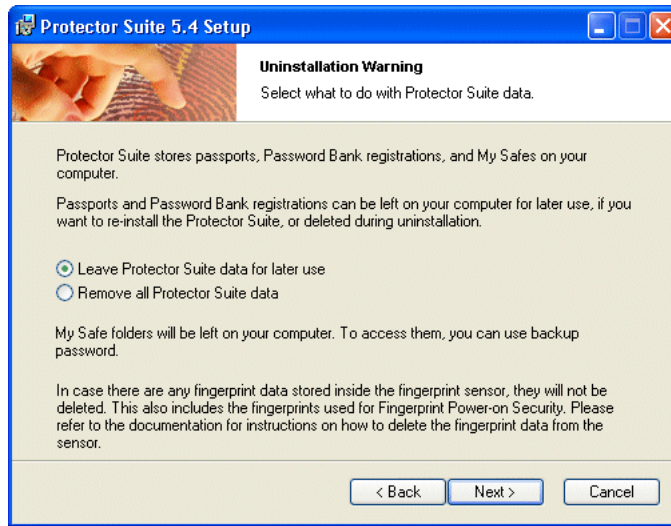 Protector Suite 5.4 Setup
Uninstallation Warning
Select what to do with Protector Suite data.
Protector Suite stores passports, Password Bank registrations, and My Safes on your
computer.
Passports and Password Bank registrations can be left on your computer for later use, if you
want to re-install the Protector Suite, or deleted during uninstallation.
Leave Protector Suite data for later use
Remove all Protector Suite data
My Safe folders will be left on your computer. To access them, you can use backup
password.
In case there are any fingerprint data stored inside the fingerprint sensor, they will not be
deleted. This also includes the fingerprints used for Fingerprint Power-on Security. Please
refer to the documentation for instructions on how to delete the fingerprint data from the
sensor.
< Back Next > Cancel